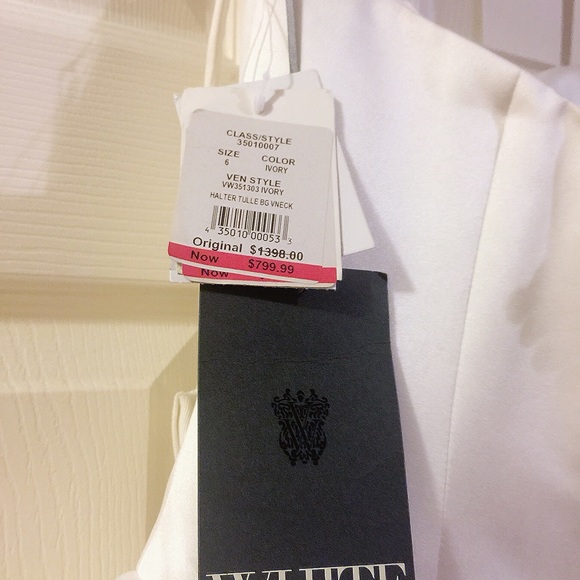 CLASS/STYLE
35010007
SIZE COLOR
6 IVORY
VEN STYLE
VW351303 IVORY
HALTER TULLE BG VNECK
4 35010 00053 3
Original $1398.00
Now $799.99
Now
WHITE